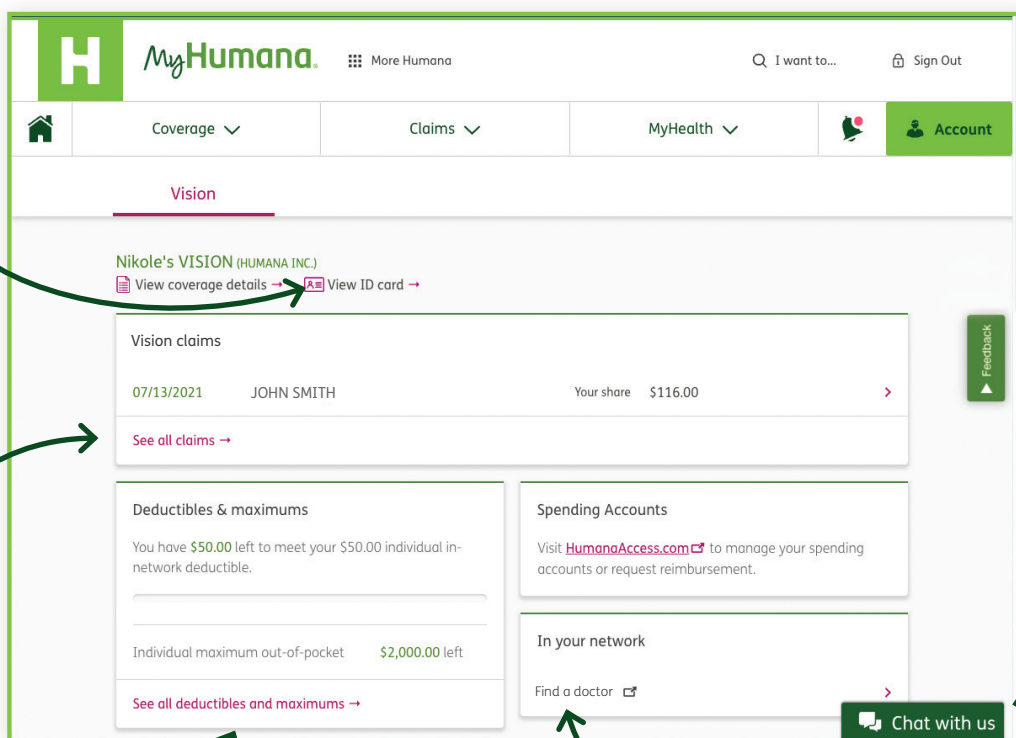 H
MyHumana.
More Humana
I want to...
Sign Out
Coverage
Claims
MyHealth
Account
Vision
Nikole's VISION (HUMANA INC.)
View coverage details → View ID card →
Vision claims
07/13/2021 JOHN SMITH Your share $116.00
See all claims →
Feedback
Deductibles & maximums
You have $50.00 left to meet your $50.00 individual in-
network deductible.
Individual maximum out-of-pocket $2,000.00 left
See all deductibles and maximums →
Spending Accounts
Visit HumanaAccess.com to manage your spending
accounts or request reimbursement.
In your network
Find a doctor
Chat with us